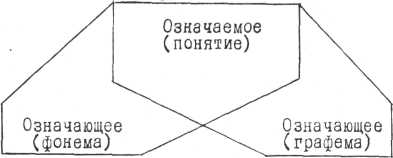 Означаемое
(понятие)
Означающее
(фонема)
Означающее
(графема)